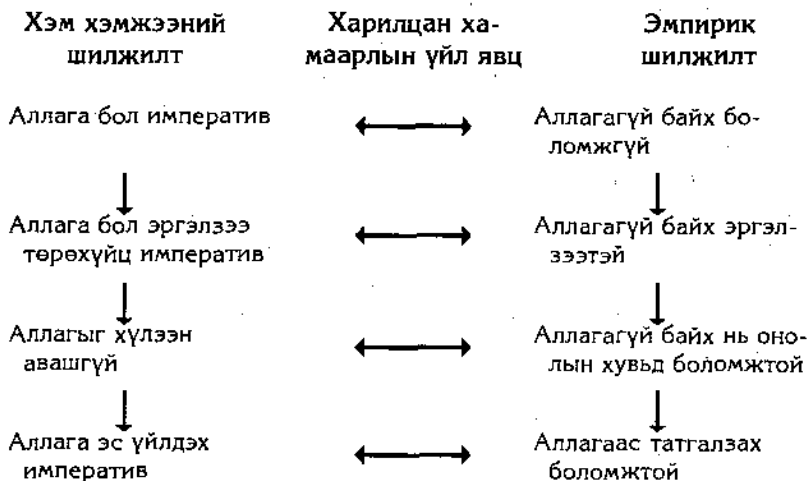 Хэм хэмжээний
шилжилт
Харилцан ха-
маарлын үйл явц
Эмпирик
шилжилт
Аллага бол императив
Аллагагүй байх бо-
ломжгүй
Аллага бол эргэлзээ
төрөхүйц императив
Аллагагүй байх эргэл-
зээтэй
Аллагыг хүлээн
авашгүй
Аллагагүй байх нь оно-
лын хувьд боломжтой
Аллага эс үйлдэх
императив
Аллагаас татгалзах
боломжтой